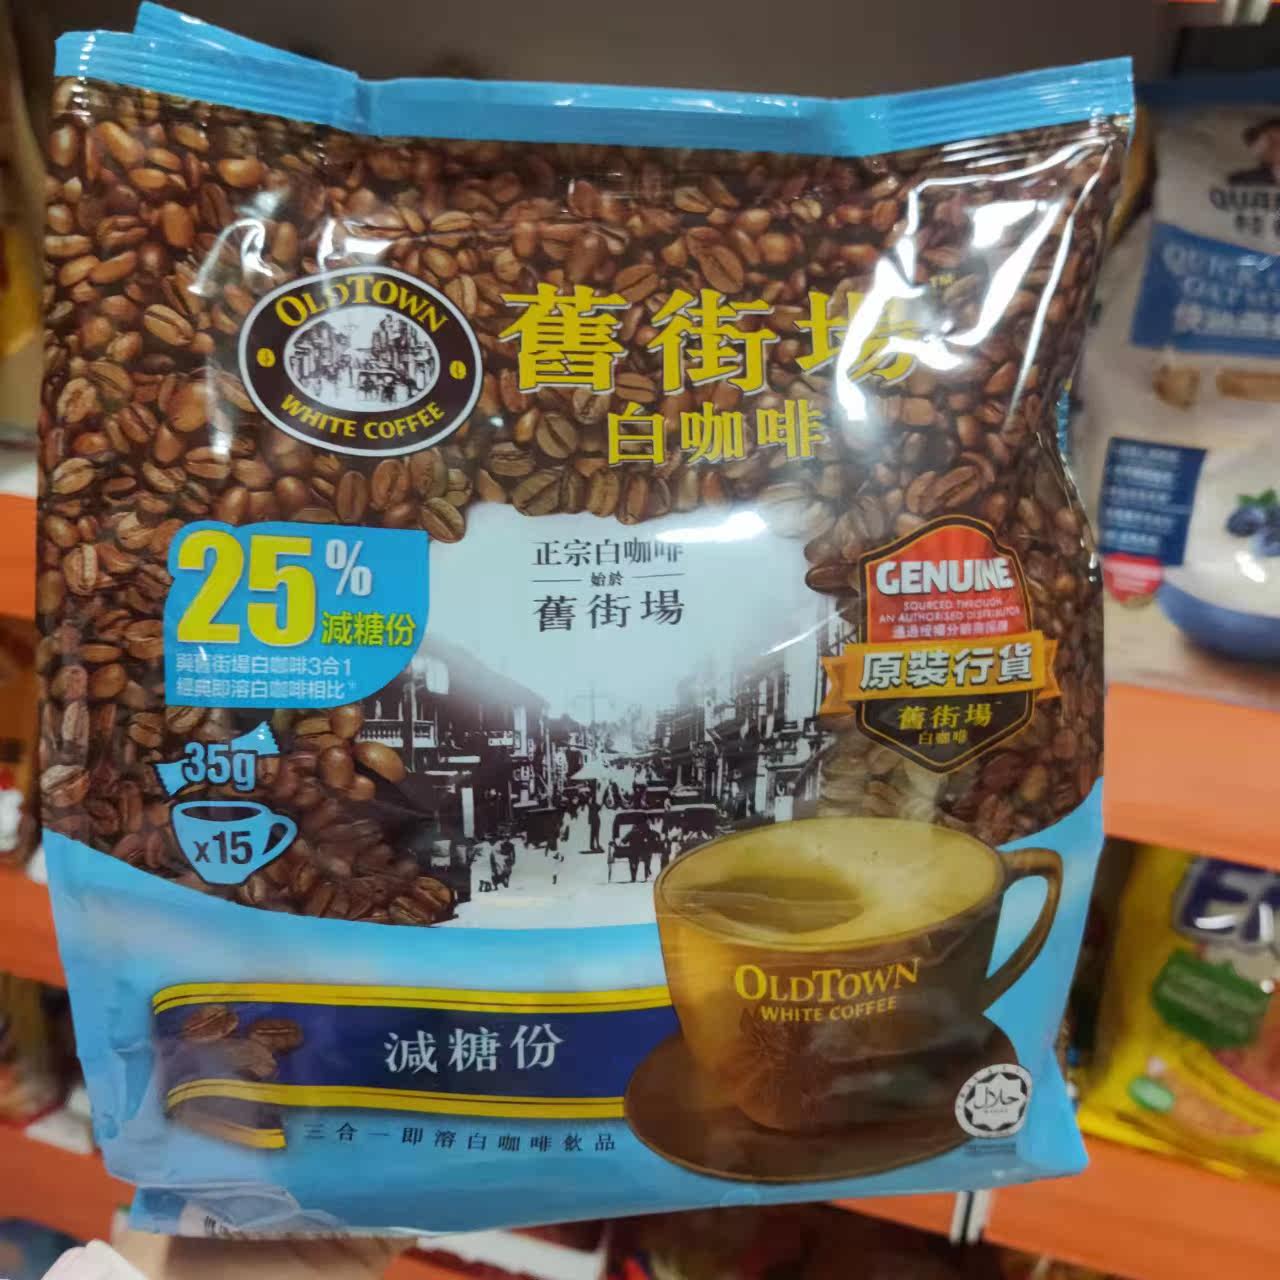 OLDTOWN
WHITE COFFEE
舊街場
TM
白咖啡
25%
減糖份
與舊街場白咖啡3合1
經典即溶白咖啡相比
正宗白咖啡
始於
舊街場
GENUINE
SOURCED THROUGH
AN AUTHORISED DISTRIBUTOR
通過授權分銷商採購
原裝行貨
舊街場
白咖啡
35g
x15
OLDTOWN
WHITE COFFEE
減糖份
三合一即溶白咖啡飲品
حلال
QUICK